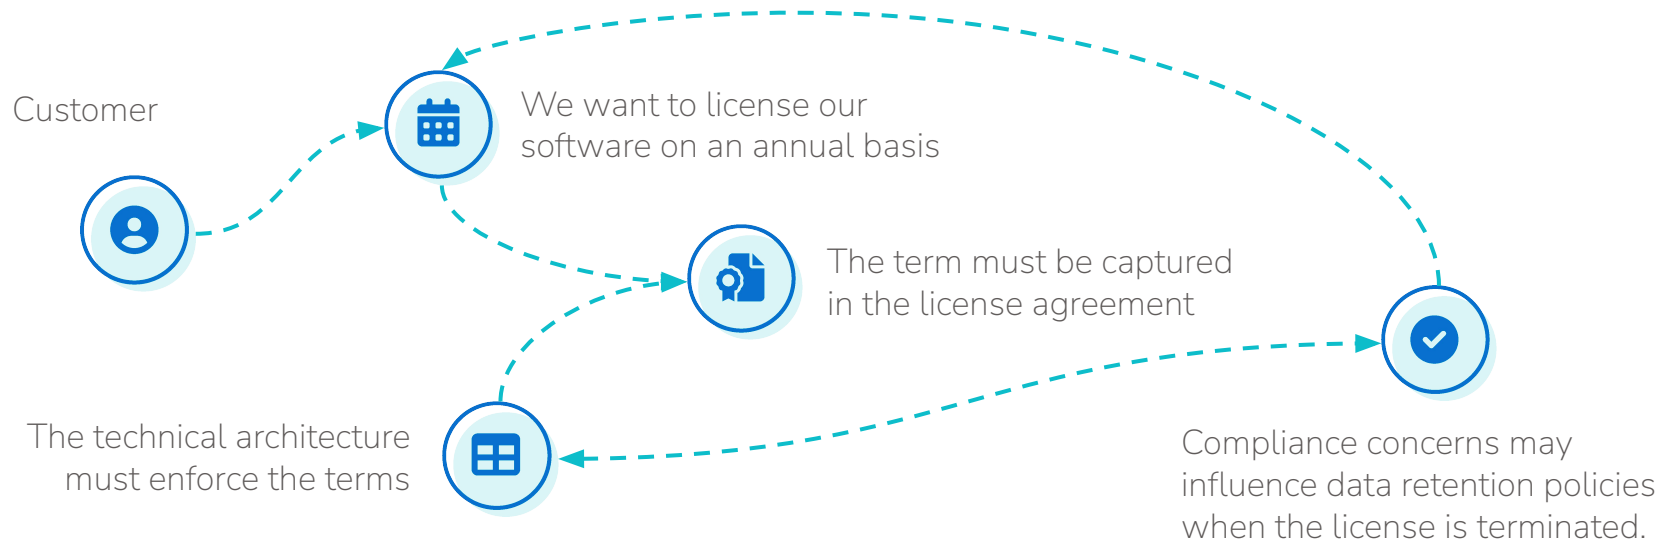 Customer
We want to license our
software on an annual basis
The term must be captured
in the license agreement
The technical architecture
must enforce the terms
Compliance concerns may
influence data retention policies
when the license is terminated.